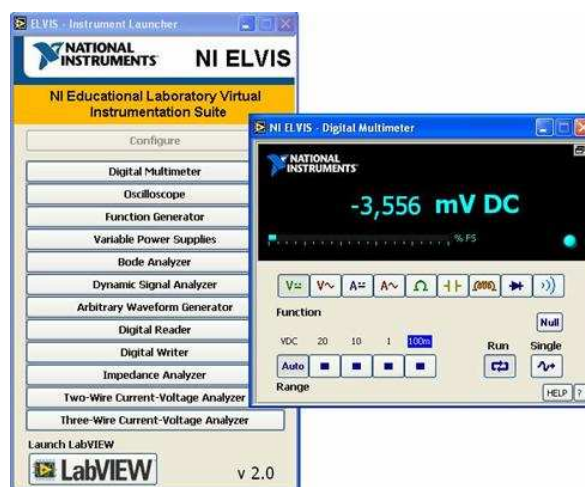 ELVIS - Instrument Launcher
NATIONAL
INSTRUMENTS
NI ELVIS
NI Educational Laboratory Virtual
Instrumentation Suite
Configure
Digital Multimeter
Oscilloscope
Function Generator
Variable Power Supplies
Bode Analyzer
Dynamic Signal Analyzer
Arbitrary Waveform Generator
Digital Reader
Digital Writer
Impedance Analyzer
Two-Wire Current-Voltage Analyzer
Three-Wire Current-Voltage Analyzer
Launch LabVIEW
LabVIEW
v 2.0
NI ELVIS - Digital Multimeter
NATIONAL
INSTRUMENTS
-3,556 mV DC
% FS
V= V~ A= A~ Ω
Function
Null
VDC 20 10 1 100m
Run Single
Auto
Range
HELP ?